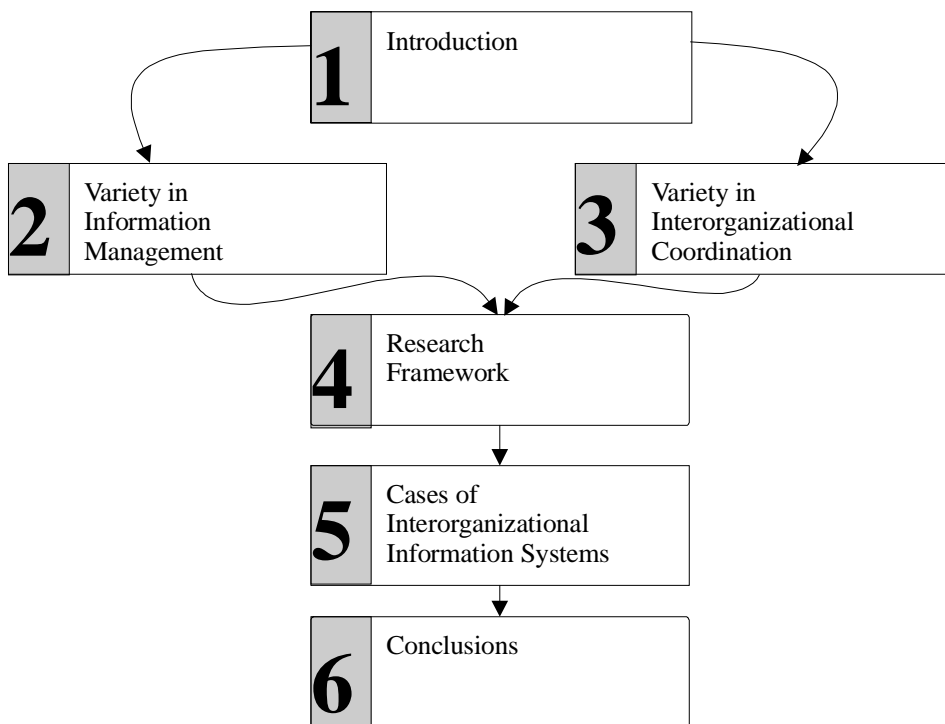 1
Introduction
2
Variety in
Information
Management
3
Variety in
Interorganizational
Coordination
4
Research
Framework
5
Cases of
Interorganizational
Information Systems
6
Conclusions